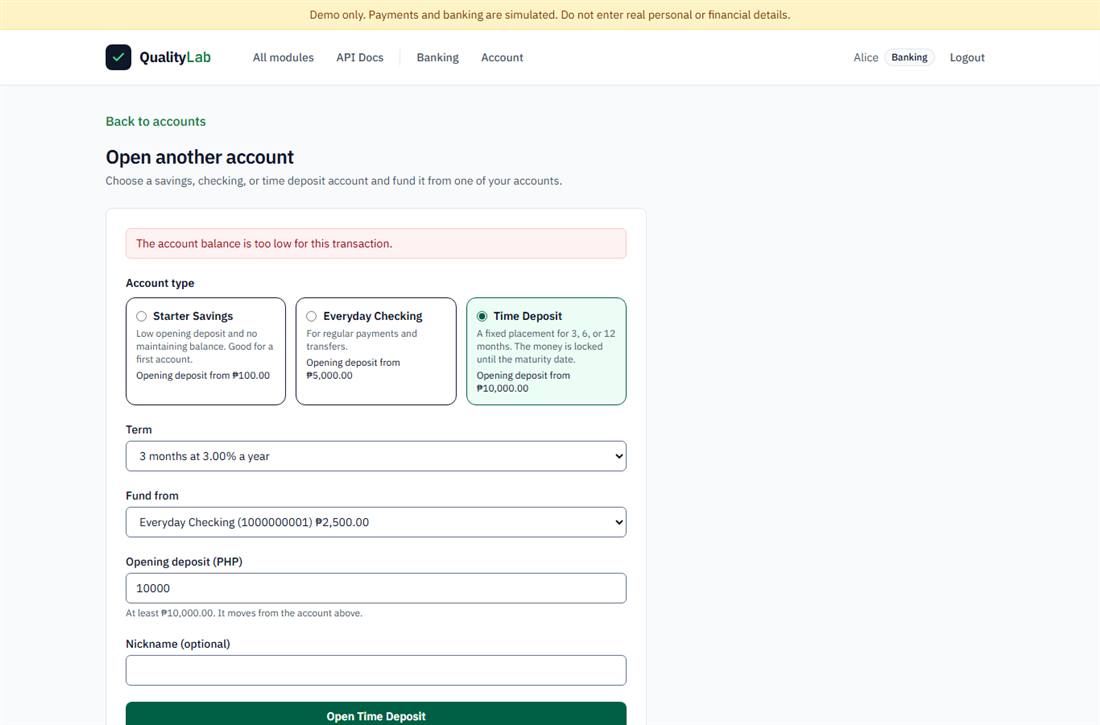 Demo only. Payments and banking are simulated. Do not enter real personal or financial details.
QualityLab
All modules
API Docs
Banking
Account
Alice
Banking
Logout
Back to accounts
Open another account
Choose a savings, checking, or time deposit account and fund it from one of your accounts.
The account balance is too low for this transaction.
Account type
Starter Savings
Low opening deposit and no
maintaining balance. Good for a
first account.
Opening deposit from ₱100.00
Everyday Checking
For regular payments and
transfers.
Opening deposit from
₱5,000.00
Time Deposit
A fixed placement for 3, 6, or 12
months. The money is locked
until the maturity date.
Opening deposit from
₱10,000.00
Term
3 months at 3.00% a year
Fund from
Everyday Checking (1000000001) ₱2,500.00
Opening deposit (PHP)
10000
At least ₱10,000.00. It moves from the account above.
Nickname (optional)
Open Time Deposit